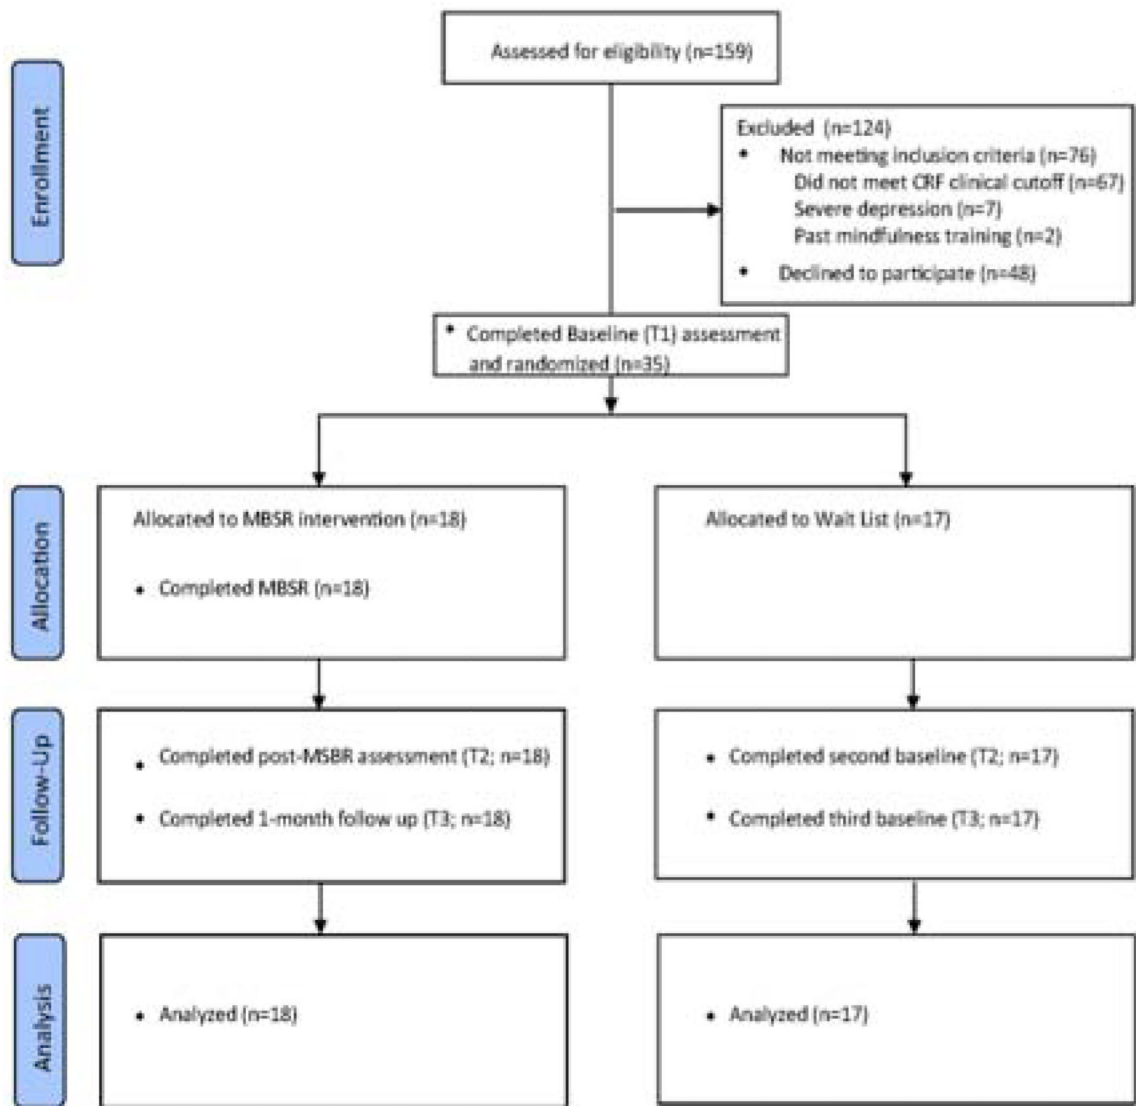 Enrollment
Assessed for eligibility (n=159)
Excluded (n=124)
• Not meeting inclusion criteria (n=76)
Did not meet CRF clinical cutoff (n=67)
Severe depression (n=7)
Past mindfulness training (n=2)
• Declined to participate (n=48)
• Completed Baseline (T1) assessment
and randomized (n=35)
Allocation
Allocated to MBSR intervention (n=18)
• Completed MBSR (n=18)
Allocated to Wait List (n=17)
Follow-Up
• Completed post-MSBR assessment (T2; n=18)
• Completed 1-month follow up (T3; n=18)
• Completed second baseline (T2; n=17)
• Completed third baseline (T3; n=17)
Analysis
• Analyzed (n=18)
• Analyzed (n=17)